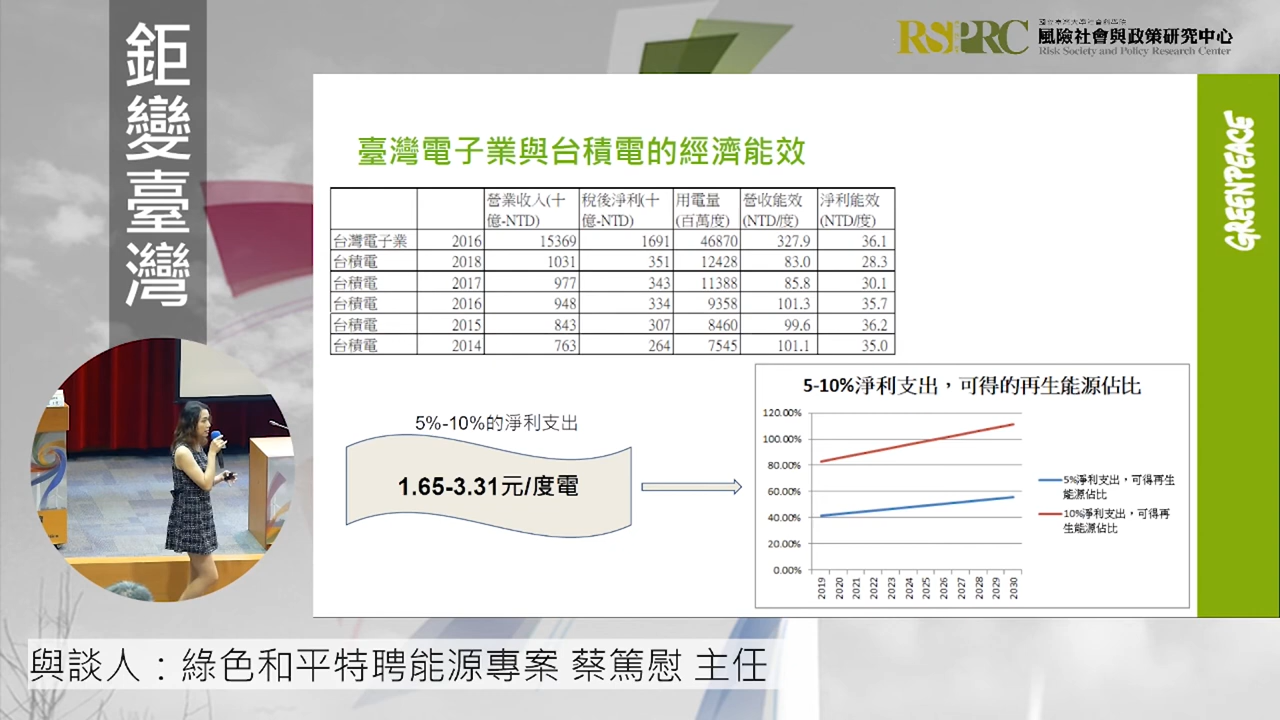 鉅變臺灣
RSPRC
國立臺灣大學社會科學院
風險社會與政策研究中心
Risk Society and Policy Research Center
GREENPEACE
臺灣電子業與台積電的經濟能效
營業收入(十億-NTD) 稅後淨利(十億-NTD) 用電量(百萬度) 營收能效(NTD/度) 淨利能效(NTD/度)
台灣電子業 2016 15369 1691 46870 327.9 36.1
台積電 2018 1031 351 12428 83.0 28.3
台積電 2017 977 343 11388 85.8 30.1
台積電 2016 948 334 9358 101.3 35.7
台積電 2015 843 307 8460 99.6 36.2
台積電 2014 763 264 7545 101.1 35.0
5%-10%的淨利支出
1.65-3.31元/度電
5-10%淨利支出，可得的再生能源佔比
120.00%
100.00%
80.00%
60.00%
40.00%
20.00%
0.00%
2019 2020 2021 2022 2023 2024 2025 2026 2027 2028 2029 2030
5%淨利支出，可得再生
能源佔比
10%淨利支出，可得再
生能源佔比
與談人：綠色和平特聘能源專案 蔡篤慰 主任